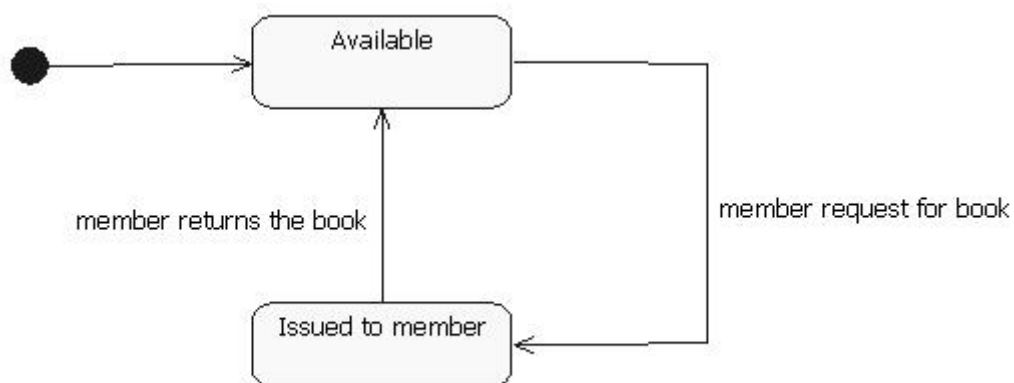 Available
member returns the book
member request for book
Issued to member